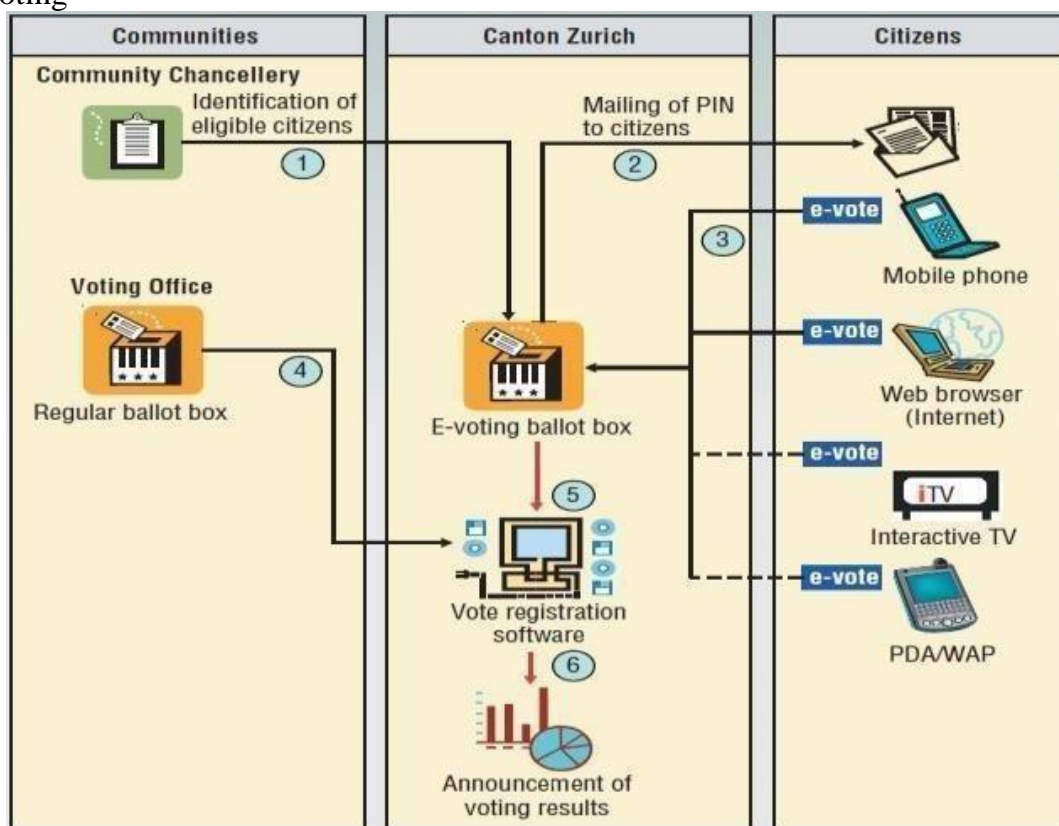 Communities
Canton Zurich
Citizens
Community Chancellery
Identification of
eligible citizens
1
Mailing of PIN
to citizens
2
e-vote
3
Mobile phone
Voting Office
4
Regular ballot box
E-voting ballot box
e-vote
Web browser
(Internet)
e-vote
iTV
Interactive TV
5
Vote registration
software
e-vote
PDA/WAP
6
Announcement of
voting results